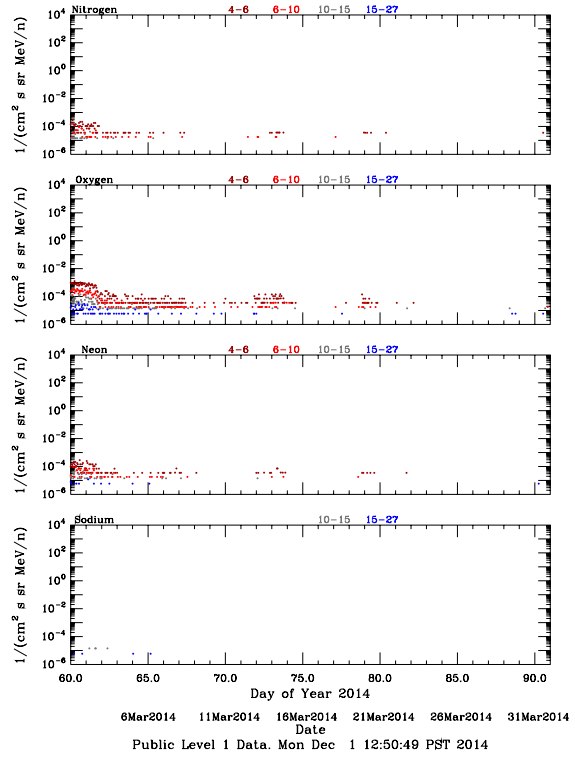 Nitrogen 4-6 6-10 10-15 15-27
10^4
10^2
10^0
10^-2
10^-4
10^-6
1/(cm^2 s sr MeV/n)
Oxygen 4-6 6-10 10-15 15-27
10^4
10^2
10^0
10^-2
10^-4
10^-6
1/(cm^2 s sr MeV/n)
Neon 4-6 6-10 10-15 15-27
10^4
10^2
10^0
10^-2
10^-4
10^-6
1/(cm^2 s sr MeV/n)
Sodium 10-15 15-27
10^4
10^2
10^0
10^-2
10^-4
10^-6
1/(cm^2 s sr MeV/n)
60.0 65.0 70.0 75.0 80.0 85.0 90.0
Day of Year 2014
6Mar2014 11Mar2014 16Mar2014 21Mar2014 26Mar2014 31Mar2014
Date
Public Level 1 Data. Mon Dec 1 12:50:49 PST 2014